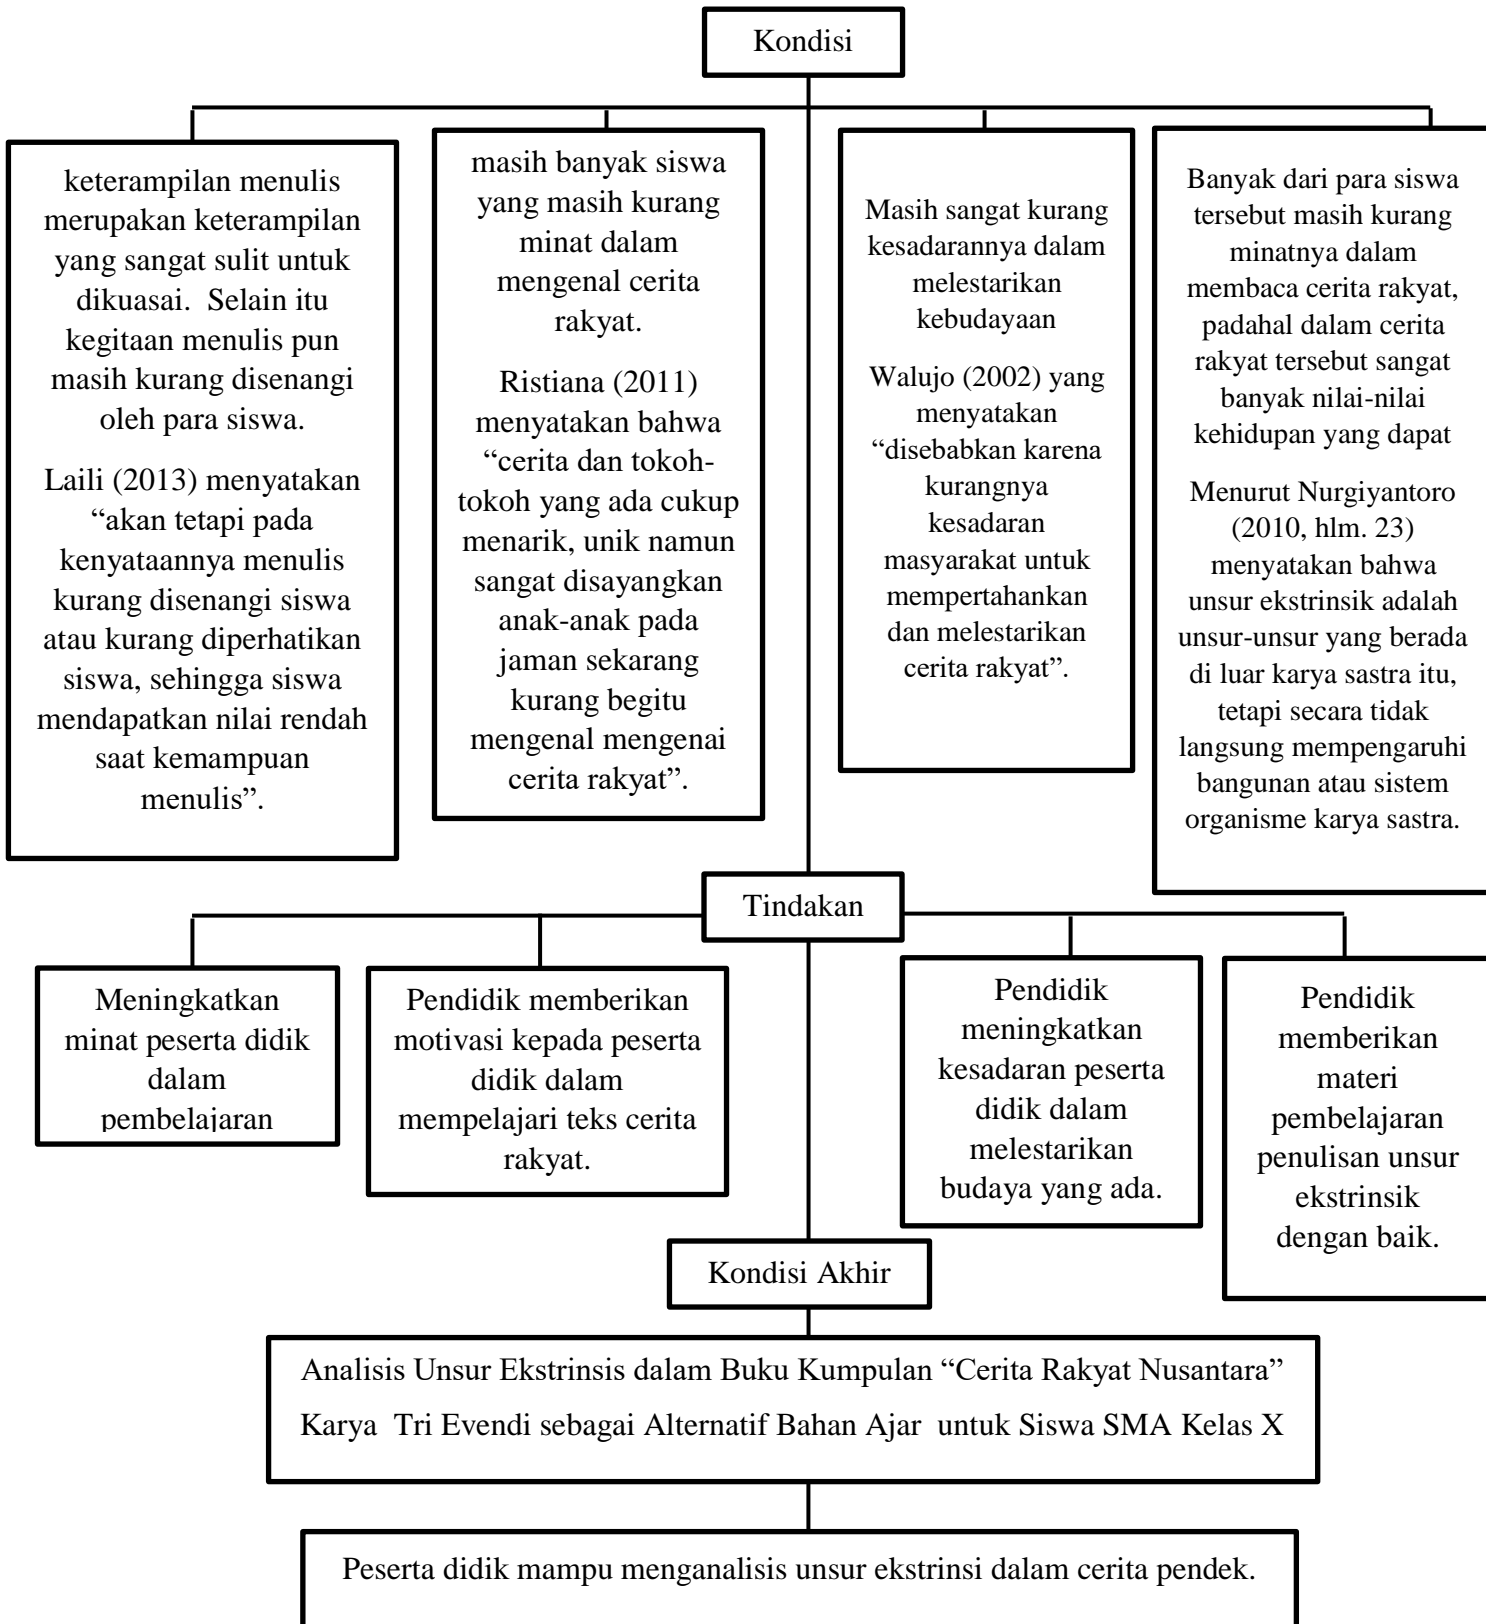 Kondisi
keterampilan menulis
merupakan keterampilan
yang sangat sulit untuk
dikuasai.  Selain itu
kegitaan menulis pun
masih kurang disenangi
oleh para siswa.
Laili (2013) menyatakan
“akan tetapi pada
kenyataannya menulis
kurang disenangi siswa
atau kurang diperhatikan
siswa, sehingga siswa
mendapatkan nilai rendah
saat kemampuan
menulis”.
masih banyak siswa
yang masih kurang
minat dalam
mengenal cerita
rakyat.
Ristiana (2011)
menyatakan bahwa
“cerita dan tokoh-
tokoh yang ada cukup
menarik, unik namun
sangat disayangkan
anak-anak pada
jaman sekarang
kurang begitu
mengenal mengenai
cerita rakyat”.
Masih sangat kurang
kesadarannya dalam
melestarikan
kebudayaan
Walujo (2002) yang
menyatakan
“disebabkan karena
kurangnya
kesadaran
masyarakat untuk
mempertahankan
dan melestarikan
cerita rakyat”.
Banyak dari para siswa
tersebut masih kurang
minatnya dalam
membaca cerita rakyat,
padahal dalam cerita
rakyat tersebut sangat
banyak nilai-nilai
kehidupan yang dapat
Menurut Nurgiyantoro
(2010, hlm. 23)
menyatakan bahwa
unsur ekstrinsik adalah
unsur-unsur yang berada
di luar karya sastra itu,
tetapi secara tidak
langsung mempengaruhi
bangunan atau sistem
organisme karya sastra.
Tindakan
Meningkatkan
minat peserta didik
dalam
pembelajaran
Pendidik memberikan
motivasi kepada peserta
didik dalam
mempelajari teks cerita
rakyat.
Pendidik
meningkatkan
kesadaran peserta
didik dalam
melestarikan
budaya yang ada.
Pendidik
memberikan
materi
pembelajaran
penulisan unsur
ekstrinsik
dengan baik.
Kondisi Akhir
Analisis Unsur Ekstrinsis dalam Buku Kumpulan “Cerita Rakyat Nusantara”
Karya  Tri Evendi sebagai Alternatif Bahan Ajar  untuk Siswa SMA Kelas X
Peserta didik mampu menganalisis unsur ekstrinsi dalam cerita pendek.